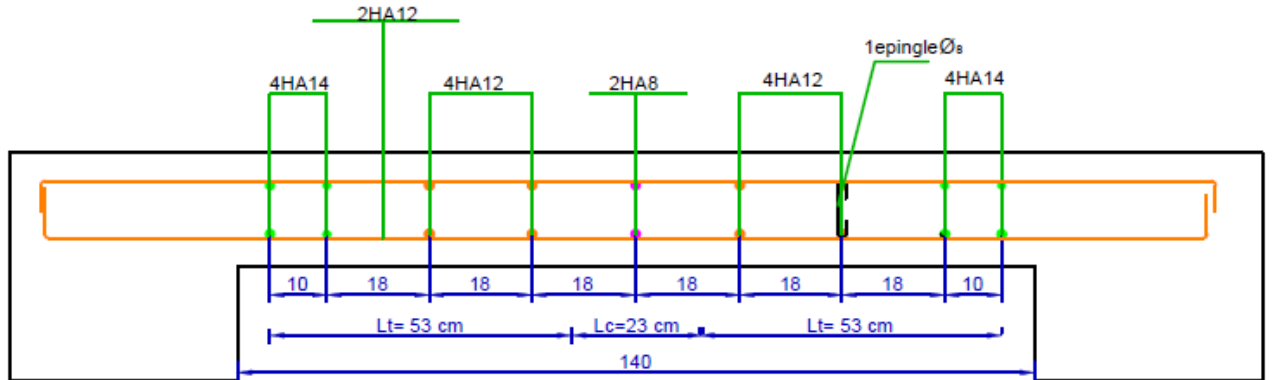 2HA12
1epingleØ8
4HA14
4HA12
2HA8
4HA12
4HA14
10 18 18 18 18 18 18 10
Lt= 53 cm Lc=23 cm Lt= 53 cm
140